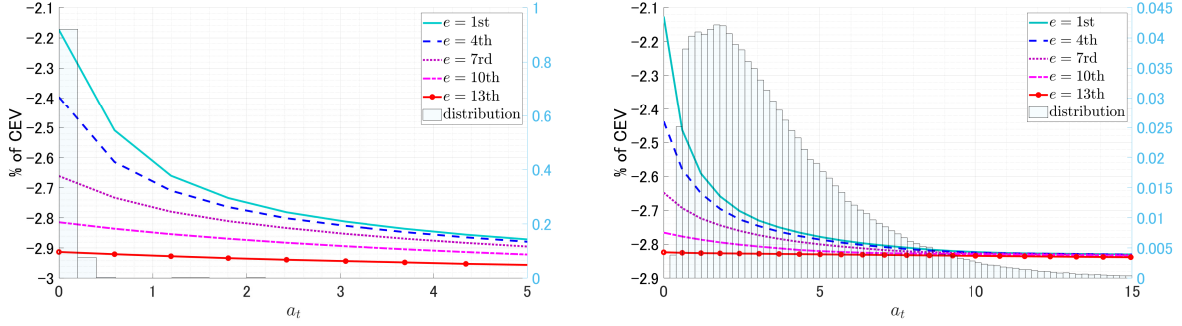 -2.1
-2.2
-2.3
-2.4
-2.5
-2.6
-2.7
-2.8
-2.9
-3
% of CEV
0
1
2
3
4
5
a_t
0
0.2
0.4
0.6
0.8
1
e = 1st
e = 4th
e = 7rd
e = 10th
e = 13th
distribution
-2.1
-2.2
-2.3
-2.4
-2.5
-2.6
-2.7
-2.8
-2.9
% of CEV
0
5
10
15
a_t
0
0.005
0.01
0.015
0.02
0.025
0.03
0.035
0.04
0.045
e = 1st
e = 4th
e = 7rd
e = 10th
e = 13th
distribution